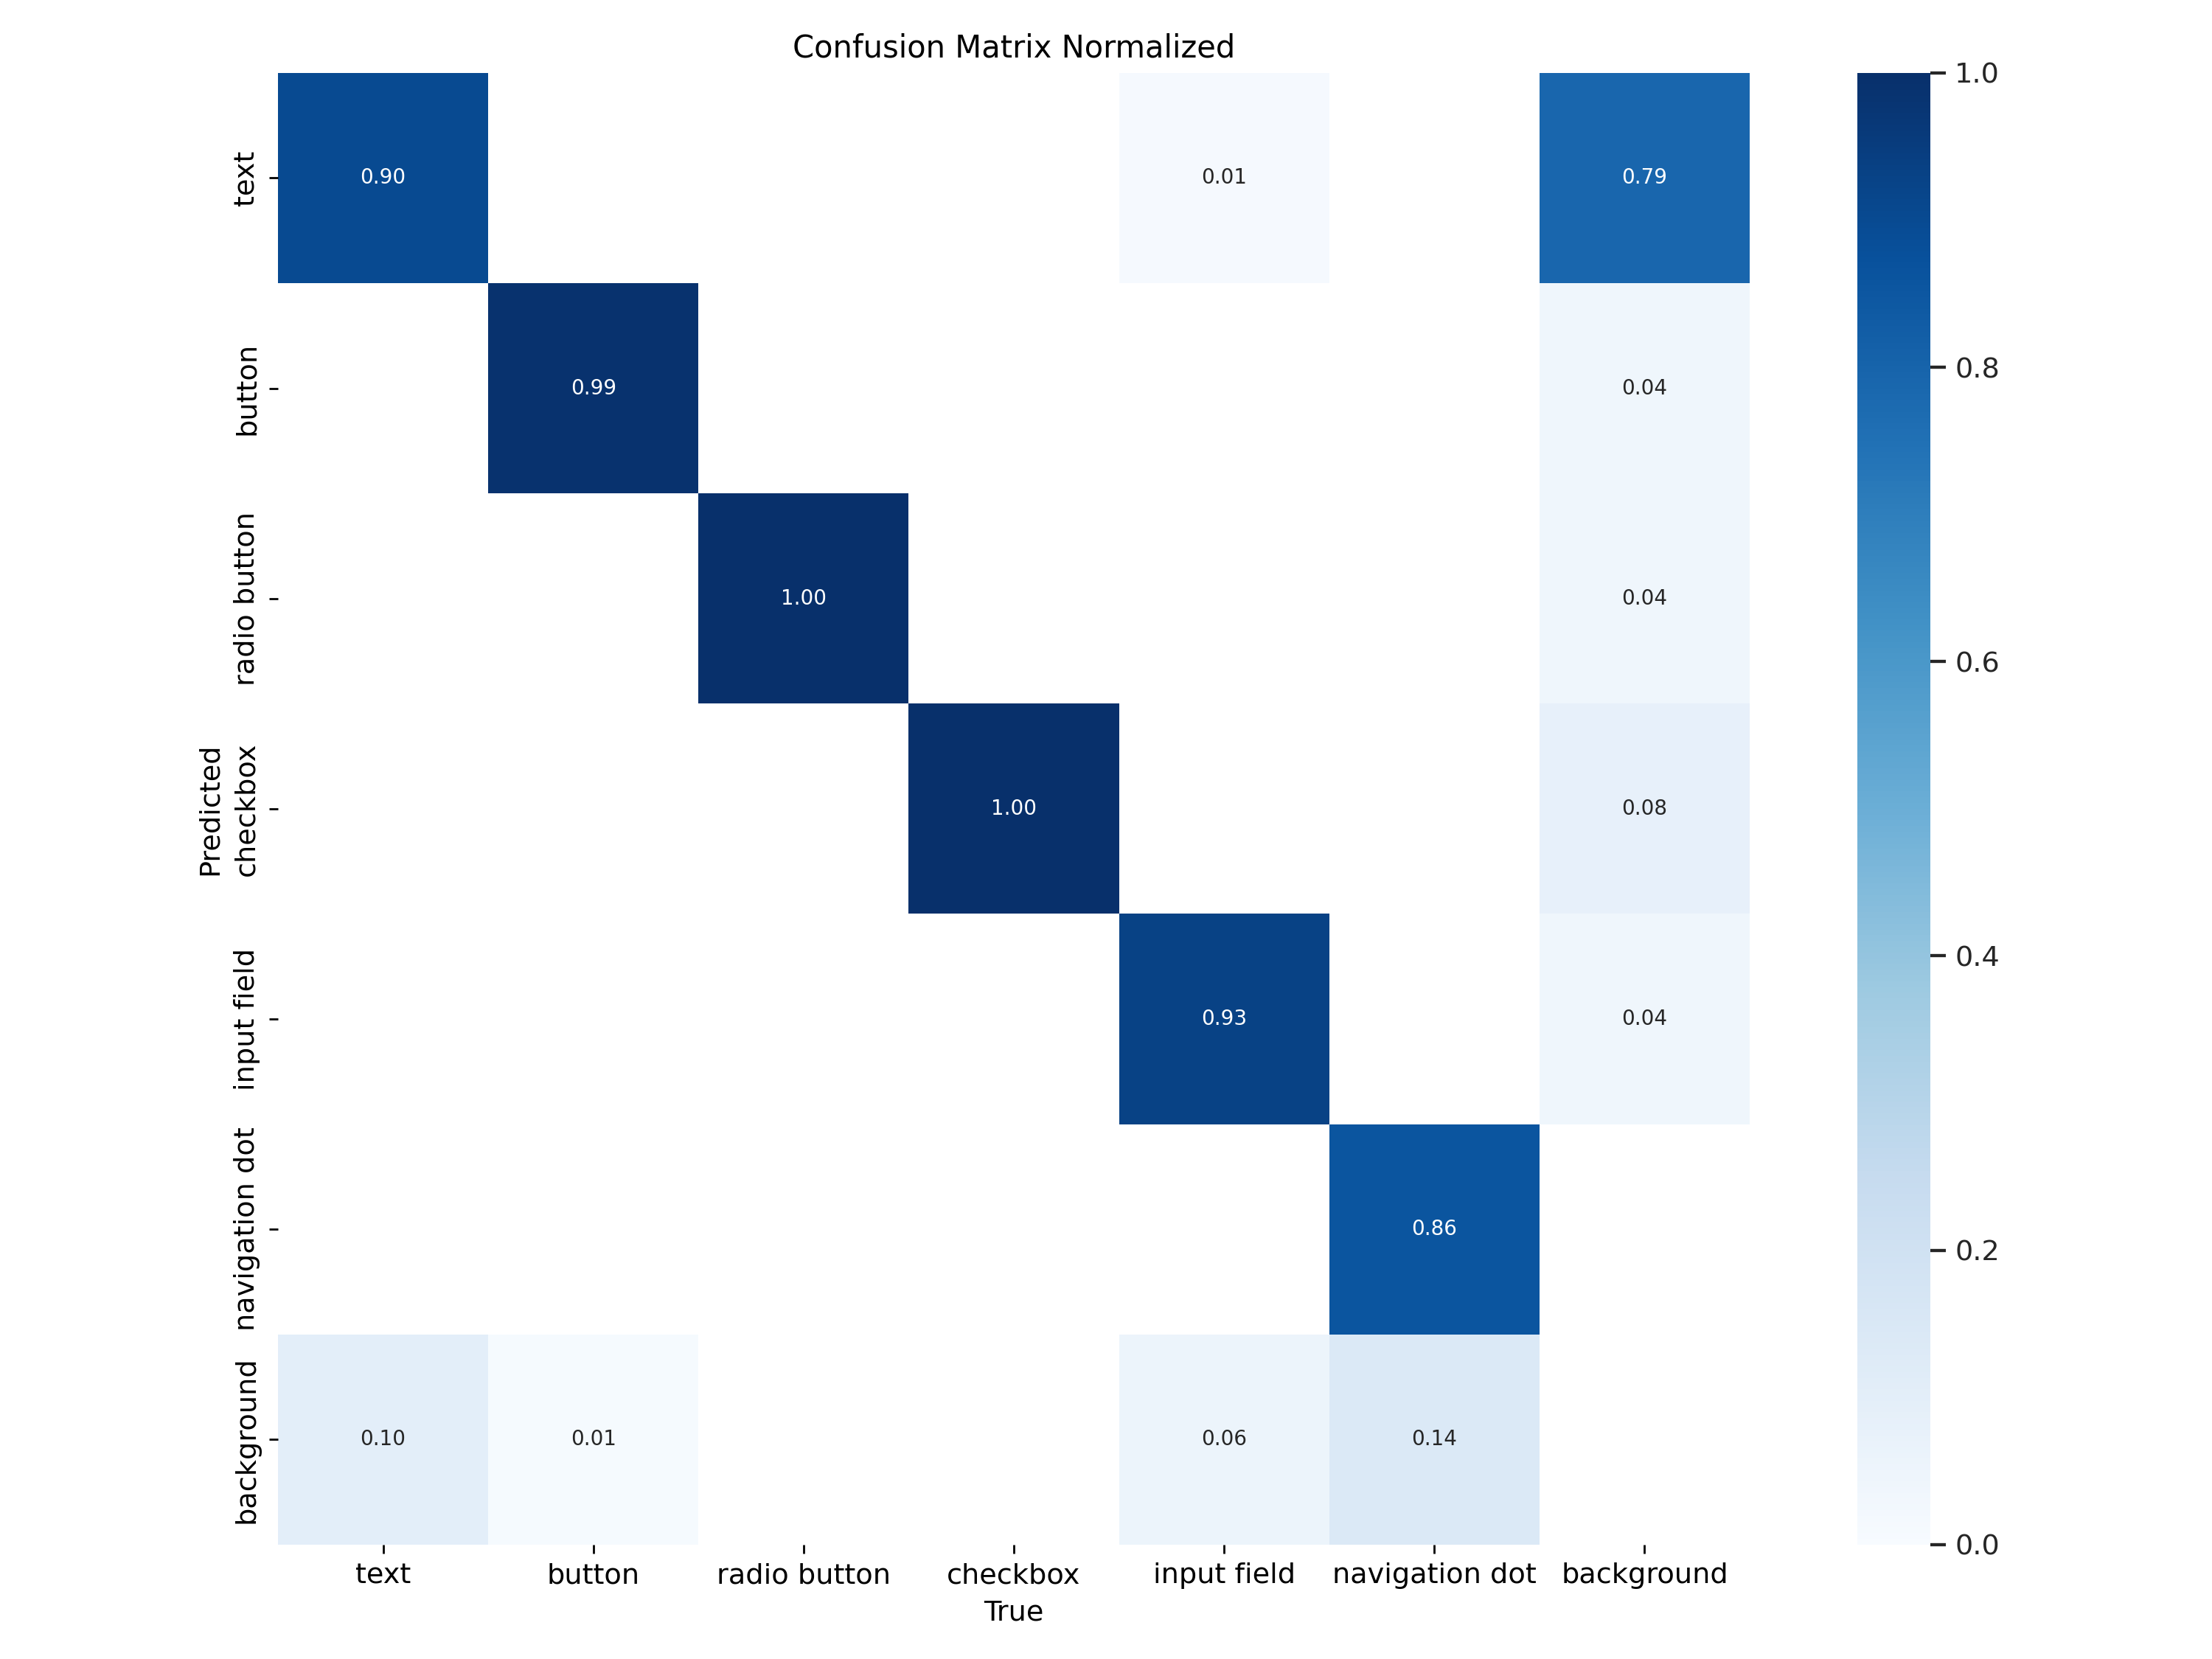 Confusion Matrix Normalized
text
0.90
0.01
0.79
1.0
button
0.99
0.04
0.8
radio button
1.00
0.04
0.6
Predicted
checkbox
1.00
0.08
0.4
input field
0.93
0.04
navigation dot
0.86
0.2
background
0.10
0.01
0.06
0.14
0.0
text
button
radio button
checkbox
input field
navigation dot
background
True